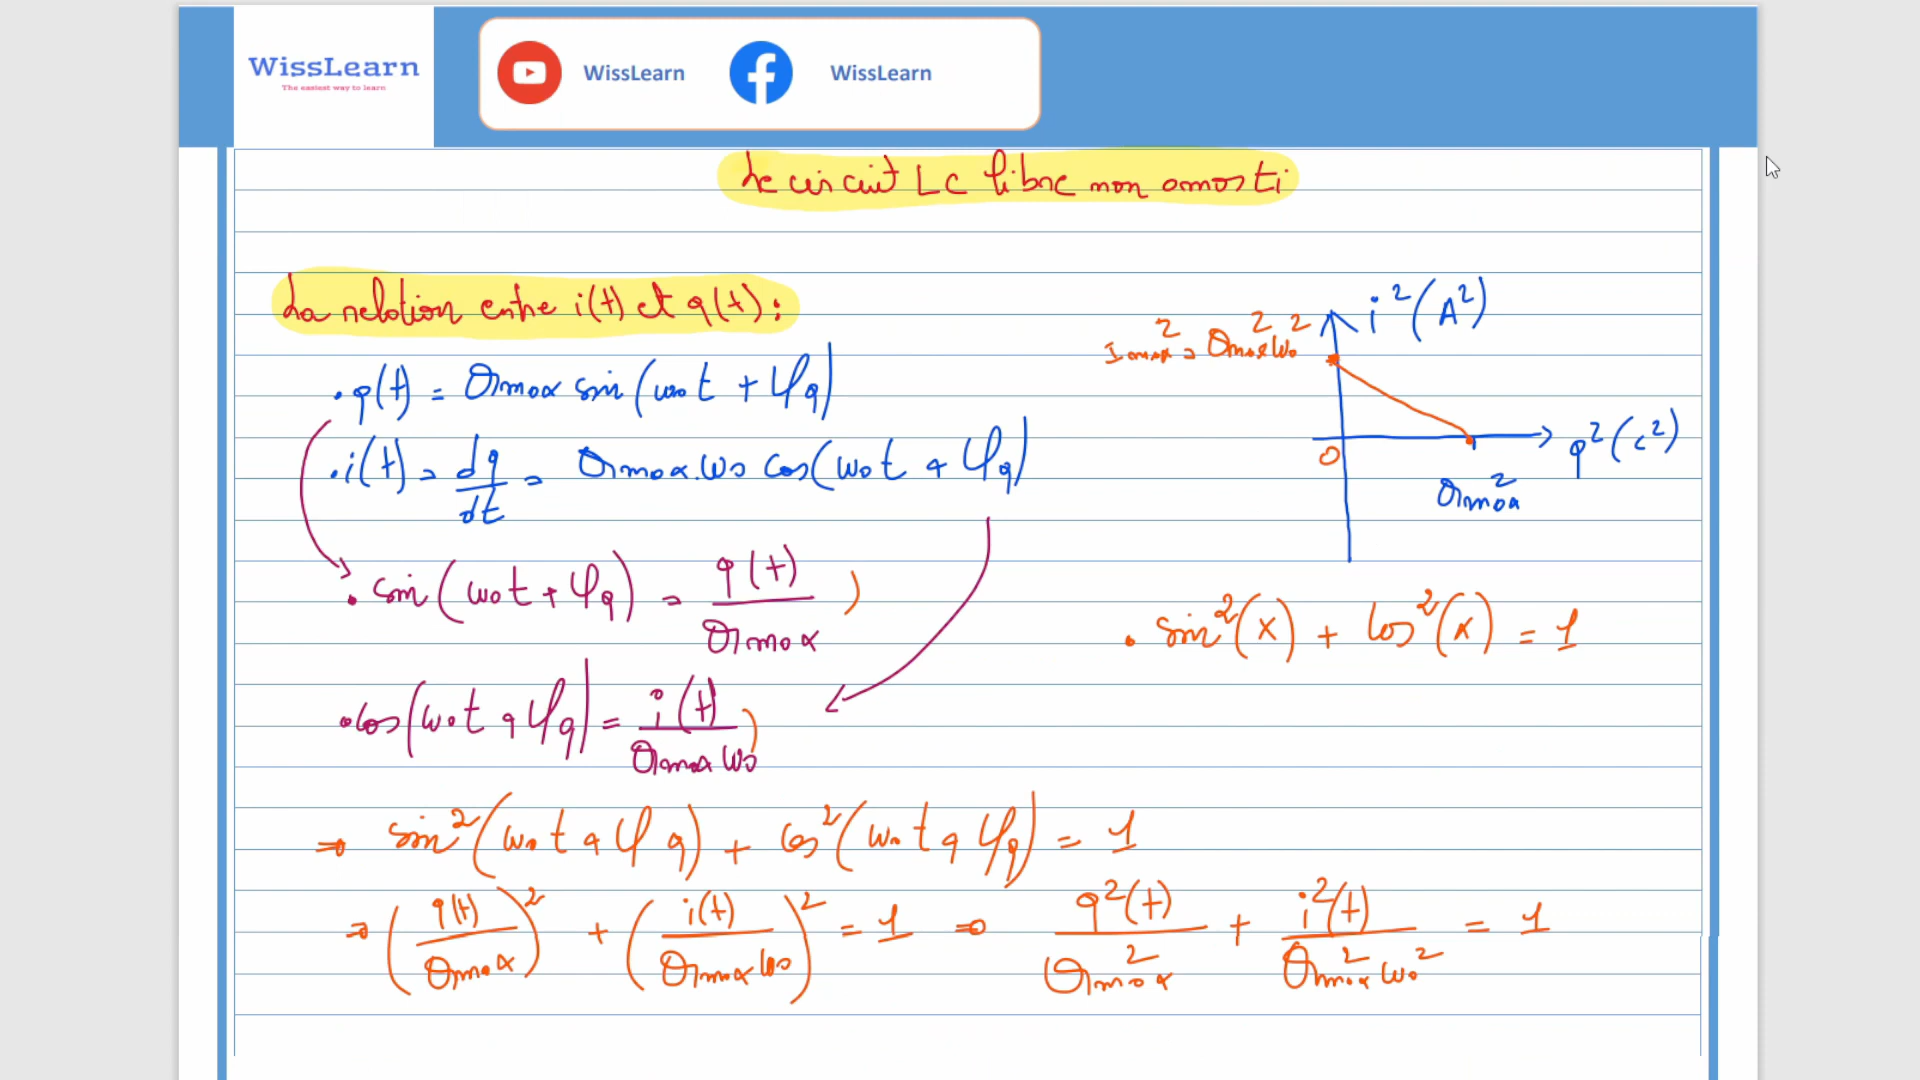 WissLearn
The easiest way to learn
WissLearn
WissLearn
Le circuit LC libre non amorti
La relation entre i(t) et q(t) :
. q(t) = Qmax sin(ω₀t + φq)
. i(t) = dq/dt = Qmax.ω₀ cos(ω₀t + φq)
. sin(ω₀t + φq) = q(t)/Qmax )
. cos(ω₀t + φq) = i(t)/(Qmax ω₀) )
⇒ sin²(ω₀t + φq) + cos²(ω₀t + φq) = 1
⇒ (q(t)/Qmax)² + (i(t)/(Qmax ω₀))² = 1 ⇒ q²(t)/Q²max + i²(t)/(Q²max ω₀²) = 1
i²(A²)
I²max = Q²max ω₀²
q²(C²)
O
Q²max
. sin²(x) + cos²(x) = 1